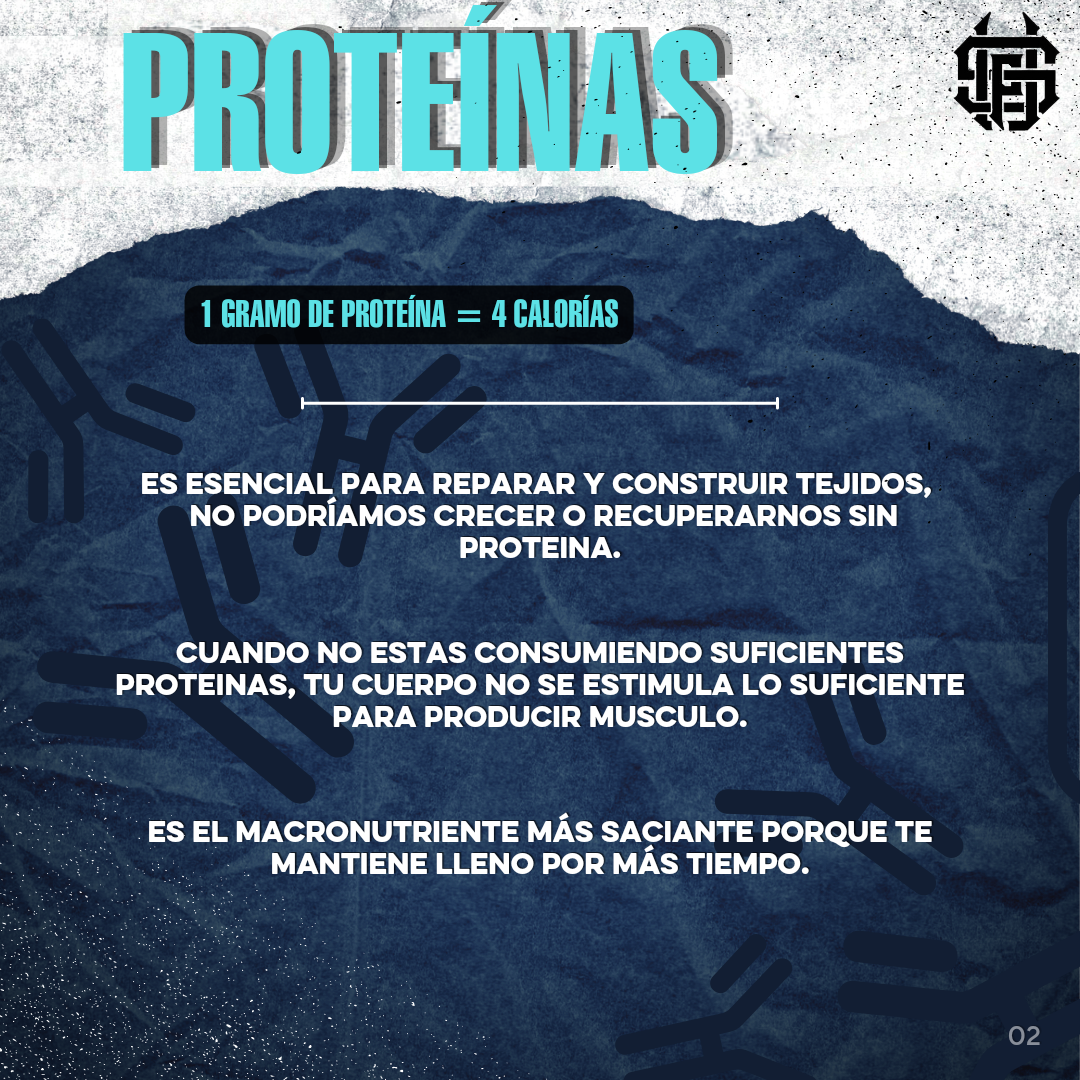 PROTEÍNAS
1 GRAMO DE PROTEÍNA = 4 CALORÍAS
ES ESENCIAL PARA REPARAR Y CONSTRUIR TEJIDOS,
NO PODRÍAMOS CRECER O RECUPERARNOS SIN
PROTEINA.
CUANDO NO ESTAS CONSUMIENDO SUFICIENTES
PROTEINAS, TU CUERPO NO SE ESTIMULA LO SUFICIENTE
PARA PRODUCIR MUSCULO.
ES EL MACRONUTRIENTE MÁS SACIANTE PORQUE TE
MANTIENE LLENO POR MÁS TIEMPO.
02